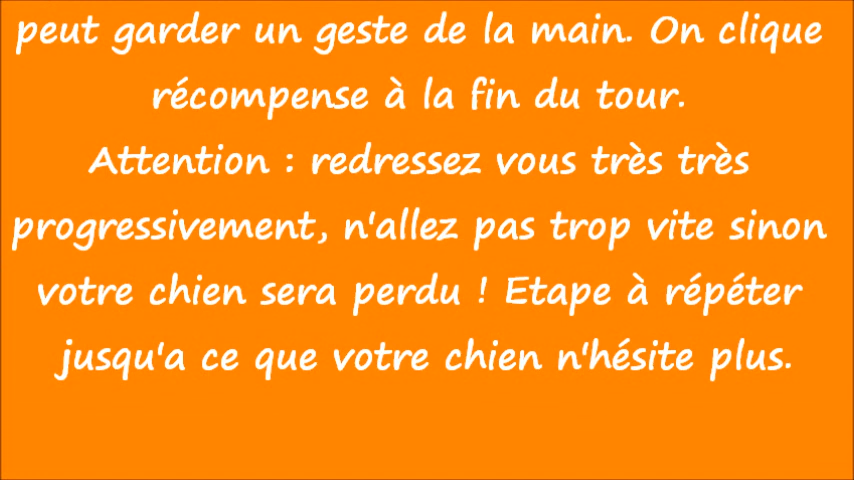 peut garder un geste de la main. On clique
récompense à la fin du tour.
Attention : redressez vous très très
progressivement, n'allez pas trop vite sinon
votre chien sera perdu ! Etape à répéter
jusqu'a ce que votre chien n'hésite plus.